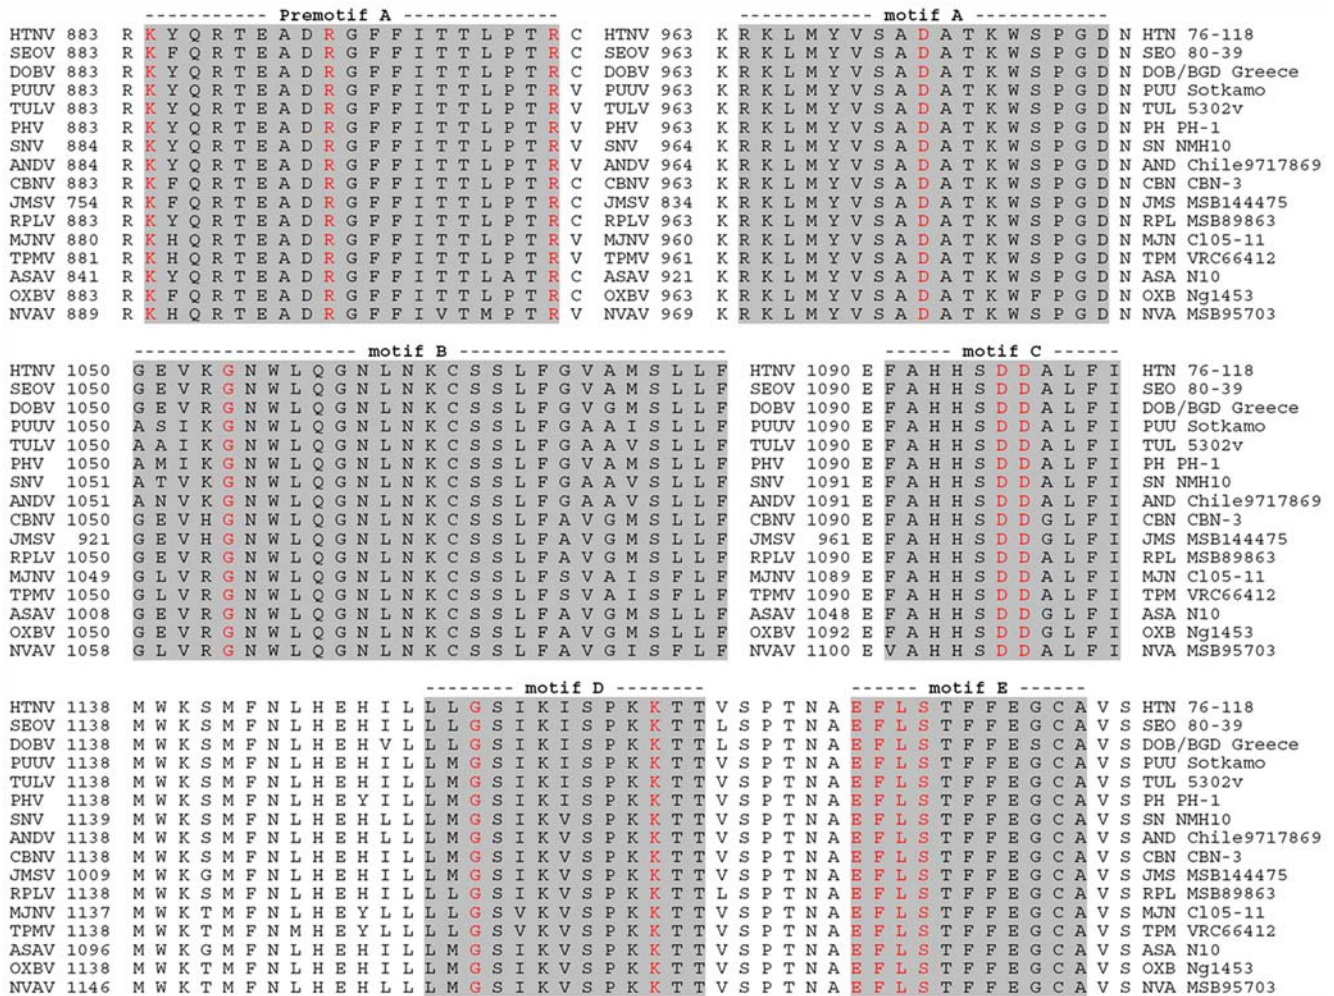 ---------- Premotif A ------------- ------------- motif A -----------
HTNV 883 R K Y Q R T E A D R G F F I T T L P T R C HTNV 963 K R K L M Y V S A D A T K W S P G D N HTN 76-118
SEOV 883 R K F Q R T E A D R G F F I T T L P T R C SEOV 963 K R K L M Y V S A D A T K W S P G D N SEO 80-39
DOBV 883 R K Y Q R T E A D R G F F I T T L P T R C DOBV 963 K R K L M Y V S A D A T K W S P G D N DOB/BGD Greece
PUUV 883 R K Y Q R T E A D R G F F I T T L P T R V PUUV 963 K R K L M Y V S A D A T K W S P G D N PUU Sotkamo
TULV 883 R K Y Q R T E A D R G F F I T T L P T R V TULV 963 K R K L M Y V S A D A T K W S P G D N TUL 5302v
PHV 883 R K Y Q R T E A D R G F F I T T L P T R V PHV 963 K R K L M Y V S A D A T K W S P G D N PH PH-1
SNV 884 R K Y Q R T E A D R G F F I T T L P T R V SNV 964 K R K L M Y V S A D A T K W S P G D N SN NMH10
ANDV 884 R K Y Q R T E A D R G F F I T T L P T R V ANDV 964 K R K L M Y V S A D A T K W S P G D N AND Chile9717869
CBNV 883 R K F Q R T E A D R G F F I T T L P T R C CBNV 963 K R K L M Y V S A D A T K W S P G D N CBN CBN-3
JMSV 754 R K F Q R T E A D R G F F I T T L P T R C JMSV 834 K R K L M Y V S A D A T K W S P G D N JMS MSB144475
RPLV 883 R K Y Q R T E A D R G F F I T T L P T R C RPLV 963 K R K L M Y V S A D A T K W S P G D N RPL MSB89863
MJNV 880 R K H Q R T E A D R G F F I T T L P T R V MJNV 960 K R K L M Y V S A D A T K W S P G D N MJN Cl05-11
TPMV 881 R K H Q R T E A D R G F F I T T L P T R V TPMV 961 K R K L M Y V S A D A T K W S P G D N TPM VRC66412
ASAV 841 R K Y Q R T E A D R G F F I T T L A T R C ASAV 921 K R K L M Y V S A D A T K W S P G D N ASA N10
OXBV 883 R K F Q R T E A D R G F F I T T L P T R C OXBV 963 K R K L M Y V S A D A T K W F P G D N OXB Ng1453
NVAV 889 R K H Q R T E A D R G F F I V T M P T R V NVAV 969 K R K L M Y V S A D A T K W S P G D N NVA MSB95703
------------------- motif B ----------------------- ------ motif C ------
HTNV 1050 G E V K G N W L Q G N L N K C S S L F G V A M S L L F HTNV 1090 E F A H H S D D A L F I HTN 76-118
SEOV 1050 G E V K G N W L Q G N L N K C S S L F G V A M S L L F SEOV 1090 E F A H H S D D A L F I SEO 80-39
DOBV 1050 G E V R G N W L Q G N L N K C S S L F G V G M S L L F DOBV 1090 E F A H H S D D A L F I DOB/BGD Greece
PUUV 1050 A S I K G N W L Q G N L N K C S S L F G A A I S L L F PUUV 1090 E F A H H S D D A L F I PUU Sotkamo
TULV 1050 A A I K G N W L Q G N L N K C S S L F G A A V S L L F TULV 1090 E F A H H S D D A L F I TUL 5302v
PHV 1050 A M I K G N W L Q G N L N K C S S L F G V A M S L L F PHV 1090 E F A H H S D D A L F I PH PH-1
SNV 1051 A T V K G N W L Q G N L N K C S S L F G A A V S L L F SNV 1091 E F A H H S D D A L F I SN NMH10
ANDV 1051 A N V K G N W L Q G N L N K C S S L F G A A V S L L F ANDV 1091 E F A H H S D D A L F I AND Chile9717869
CBNV 1050 G E V H G N W L Q G N L N K C S S L F A V G M S L L F CBNV 1090 E F A H H S D D G L F I CBN CBN-3
JMSV 921 G E V H G N W L Q G N L N K C S S L F A V G M S L L F JMSV 961 E F A H H S D D G L F I JMS MSB144475
RPLV 1050 G E V R G N W L Q G N L N K C S S L F A V G M S L L F RPLV 1090 E F A H H S D D A L F I RPL MSB89863
MJNV 1049 G L V R G N W L Q G N L N K C S S L F S V A I S F L F MJNV 1089 E F A H H S D D A L F I MJN Cl05-11
TPMV 1050 G L V R G N W L Q G N L N K C S S L F S V A I S F L F TPMV 1090 E F A H H S D D A L F I TPM VRC66412
ASAV 1008 G E V R G N W L Q G N L N K C S S L F A V G M S L L F ASAV 1048 E F A H H S D D G L F I ASA N10
OXBV 1050 G E V R G N W L Q G N L N K C S S L F A V G M S L L F OXBV 1092 E F A H H S D D G L F I OXB Ng1453
NVAV 1058 G L V R G N W L Q G N L N K C S S L F A V G I S F L F NVAV 1100 E V A H H S D D A L F I NVA MSB95703
-------- motif D -------- ------ motif E ------
HTNV 1138 M W K S M F N L H E H I L L L G S I K I S P K K T T V S P T N A E F L S T F F E G C A V S HTN 76-118
SEOV 1138 M W K S M F N L H E H I L L L G S I K I S P K K T T L S P T N A E F L S T F F E G C A V S SEO 80-39
DOBV 1138 M W K S M F N L H E H V L L L G S I K I S P K K T T L S P T N A E F L S T F F E S C A V S DOB/BGD Greece
PUUV 1138 M W K S M F N L H E H I L L M G S I K I S P K K T T V S P T N A E F L S T F F E G C A V S PUU Sotkamo
TULV 1138 M W K S M F N L H E H I L L M G S I K I S P K K T T V S P T N A E F L S T F F E G C A V S TUL 5302v
PHV 1138 M W K S M F N L H E Y I L L M G S I K I S P K K T T V S P T N A E F L S T F F E G C A V S PH PH-1
SNV 1139 M W K S M F N L H E H I L L M G S I K V S P K K T T V S P T N A E F L S T F F E G C A V S SN NMH10
ANDV 1138 M W K S M F N L H E H I L L M G S I K V S P K K T T V S P T N A E F L S T F F E G C A V S AND Chile9717869
CBNV 1138 M W K S M F N L H E H I L L M G S I K V S P K K T T V S P T N A E F L S T F F E G C A V S CBN CBN-3
JMSV 1009 M W K G M F N L H E H I L L M G S I K V S P K K T T V S P T N A E F L S T F F E G C A V S JMS MSB144475
RPLV 1138 M W K S M F N L H E H I L L M G S I K V S P K K T T L S P T N A E F L S T F F E G C A V S RPL MSB89863
MJNV 1137 M W K T M F N L H E Y L L L L G S V K V S P K K T T V S P T N A E F L S T F F E G C A V S MJN Cl05-11
TPMV 1138 M W K T M F N M H E Y L L L L G S V K V S P K K T T V S P T N A E F L S T F F E G C A V S TPM VRC66412
ASAV 1096 M W K G M F N L H E H I L L M G S I K V S P K K T T V S P T N A E F L S T F F E G C A V S ASA N10
OXBV 1138 M W K T M F N L H E H I L L M G S I K V S P K K T T V S P T N A E F L S T F F E G C A V S OXB Ng1453
NVAV 1146 M W K T M F N L H E H L L L L G S I K V S P K K T T V S P T N A E F L S T F F E G C A V S NVA MSB95703